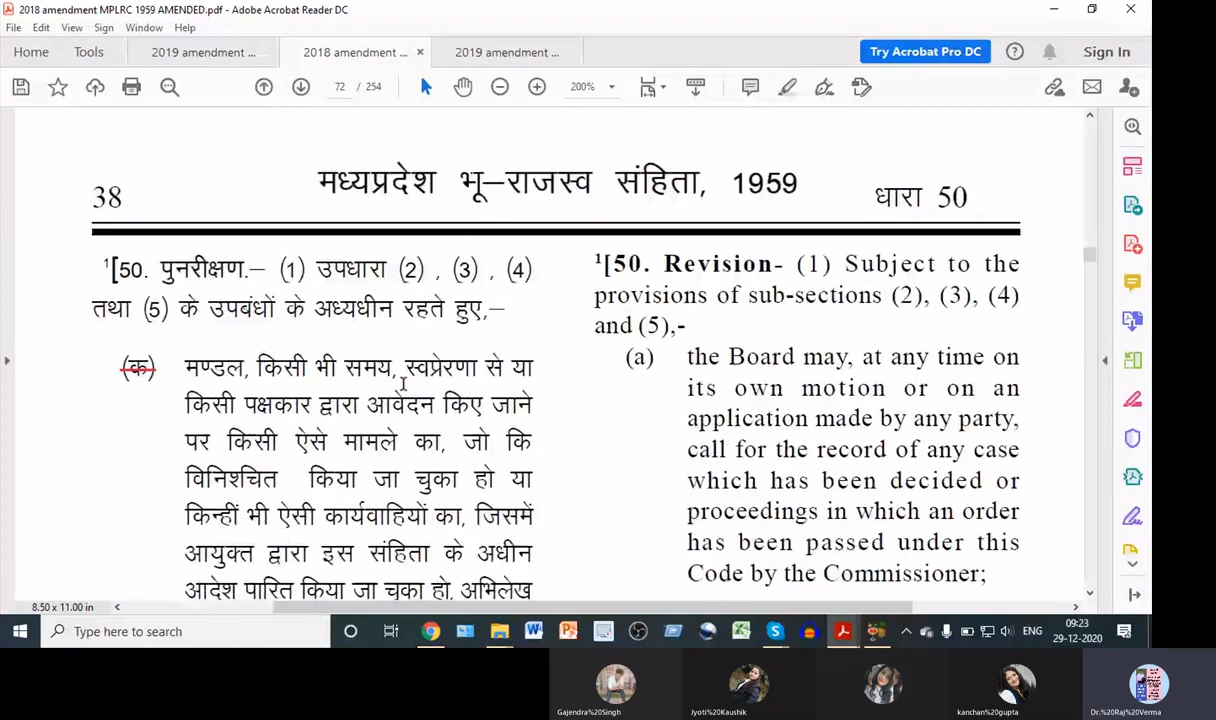 2018 amendment MPLRC 1959 AMENDED.pdf - Adobe Acrobat Reader DC
File Edit View Sign Window Help
Home Tools 2019 amendment ... 2018 amendment ... × 2019 amendment ... Try Acrobat Pro DC Sign In
72 / 254 200%
38 मध्यप्रदेश भू–राजस्व संहिता, 1959 धारा 50
¹[50. पुनरीक्षण.– (1) उपधारा (2) , (3) , (4)
तथा (5) के उपबंधों के अध्यधीन रहते हुए,–
(क) मण्डल, किसी भी समय, स्वप्रेरणा से या
किसी पक्षकार द्वारा आवेदन किए जाने
पर किसी ऐसे मामले का, जो कि
विनिश्चित किया जा चुका हो या
किन्हीं भी ऐसी कार्यवाहियों का, जिसमें
आयुक्त द्वारा इस संहिता के अधीन
आदेश पारित किया जा चुका हो, अभिलेख
¹[50. Revision- (1) Subject to the
provisions of sub-sections (2), (3), (4)
and (5),-
(a) the Board may, at any time on
its own motion or on an
application made by any party,
call for the record of any case
which has been decided or
proceedings in which an order
has been passed under this
Code by the Commissioner;
8.50 x 11.00 in
Type here to search
ENG
09:23
29-12-2020
Gajendra%20Singh Jyoti%20Kaushik kanchan%20gupta Dr.%20Raj%20Verma